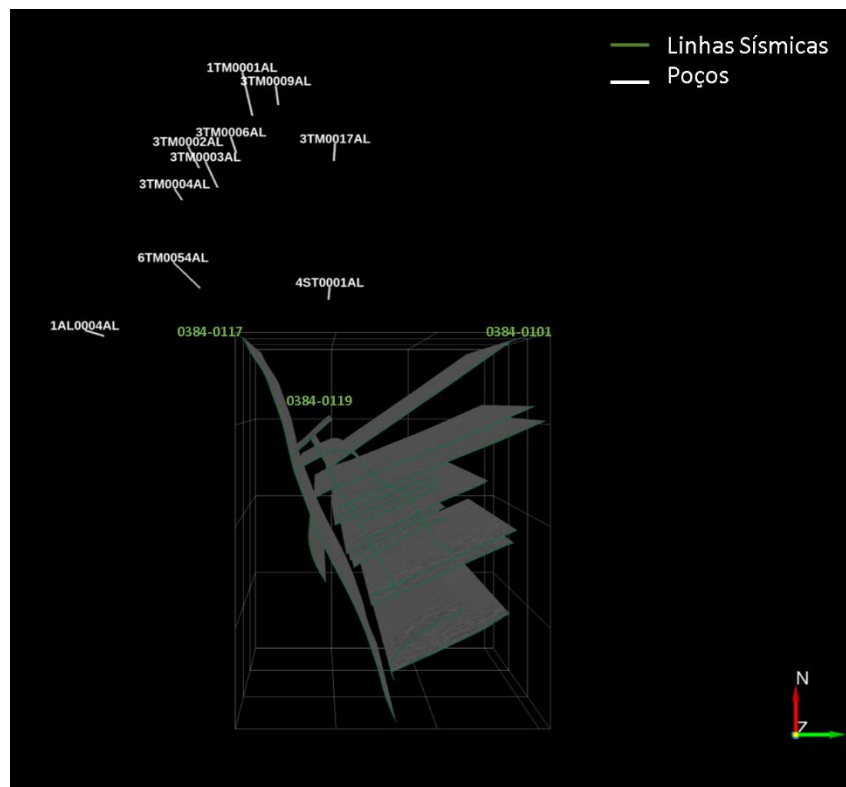 Linhas Sísmicas
Poços
1TM0001AL
3TM0009AL
3TM0006AL
3TM0002AL
3TM0017AL
3TM0003AL
3TM0004AL
6TM0054AL
4ST0001AL
1AL0004AL
0384-0117
0384-0101
0384-0119
N
Z